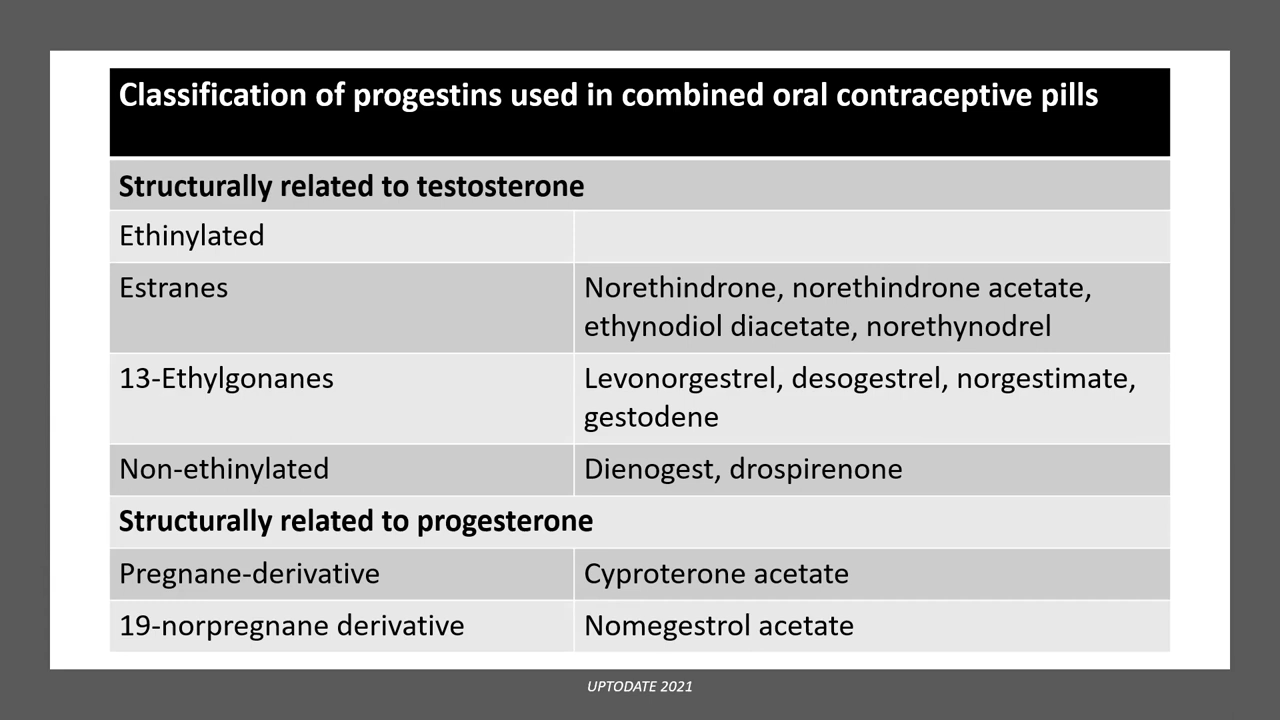 Classification of progestins used in combined oral contraceptive pills
Structurally related to testosterone
Ethinylated
Estranes
Norethindrone, norethindrone acetate,
ethynodiol diacetate, norethynodrel
13-Ethylgonanes
Levonorgestrel, desogestrel, norgestimate,
gestodene
Non-ethinylated
Dienogest, drospirenone
Structurally related to progesterone
Pregnane-derivative
Cyproterone acetate
19-norpregnane derivative
Nomegestrol acetate
UPTODATE 2021